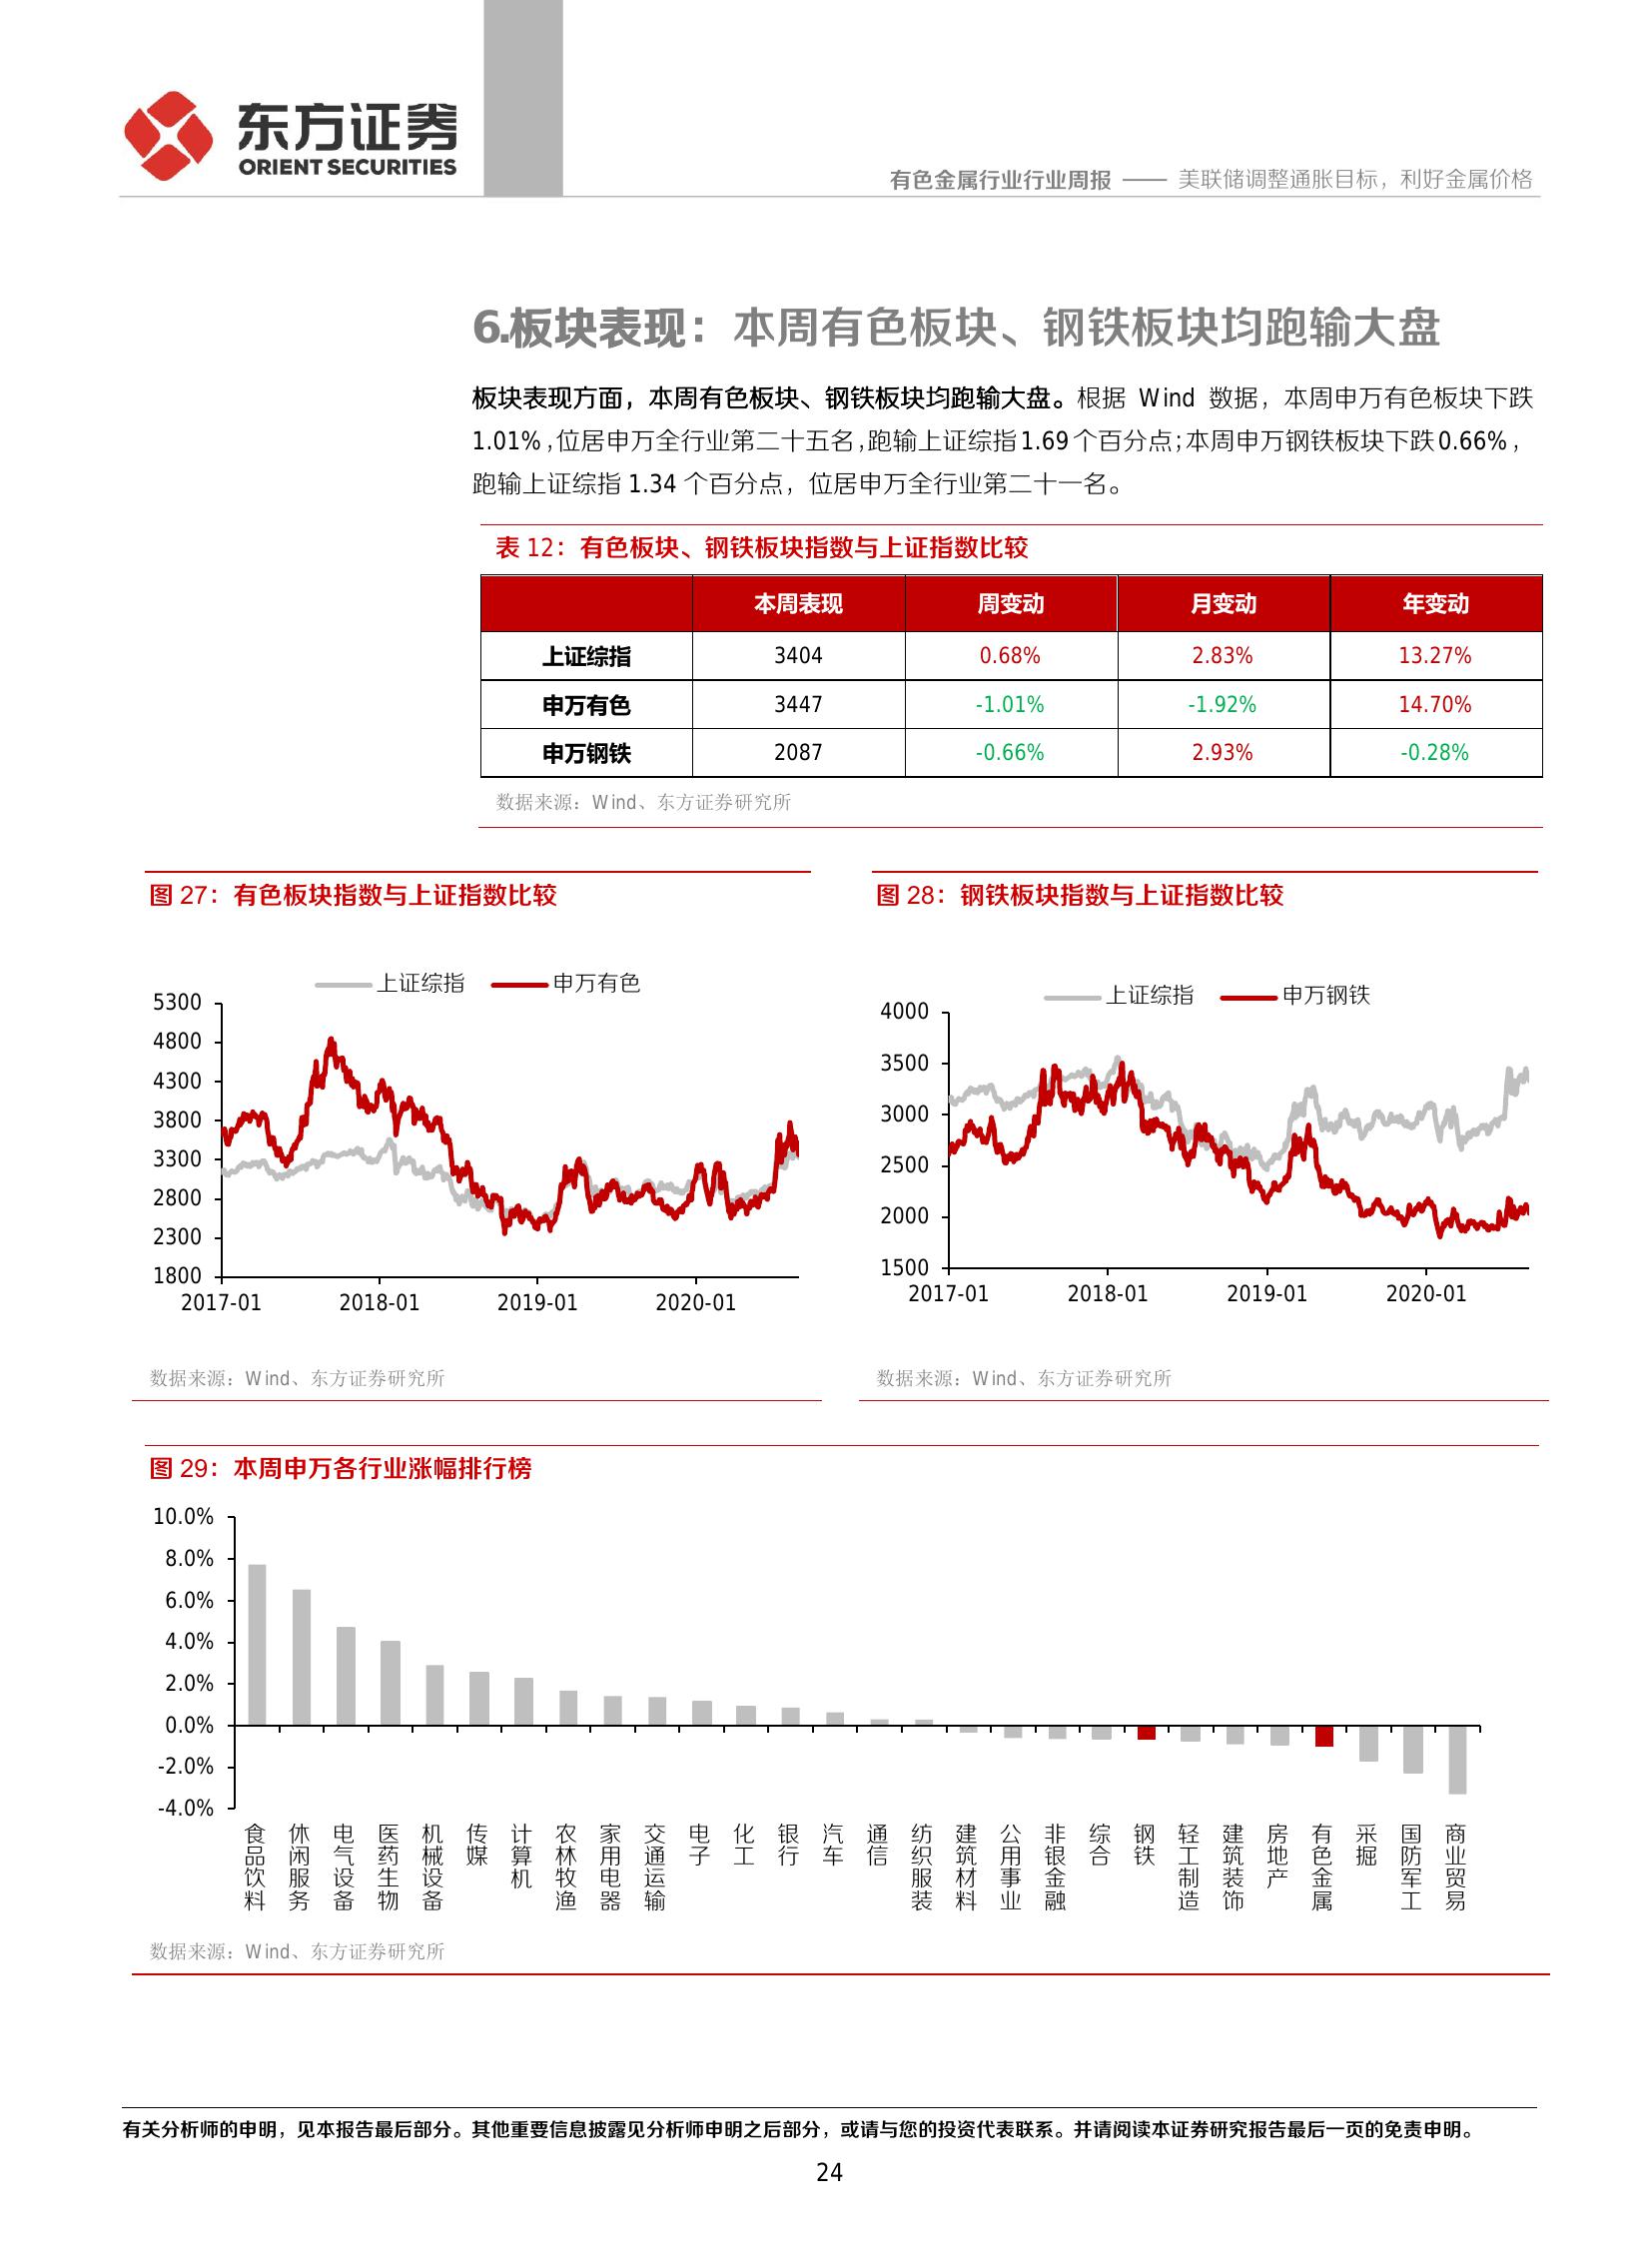 东方证券
ORIENT SECURITIES
有色金属行业行业周报 —— 美联储调整通胀目标，利好金属价格
6.板块表现：本周有色板块、钢铁板块均跑输大盘
板块表现方面，本周有色板块、钢铁板块均跑输大盘。根据 Wind 数据，本周申万有色板块下跌
1.01%，位居申万全行业第二十五名，跑输上证综指1.69个百分点；本周申万钢铁板块下跌0.66%，
跑输上证综指 1.34 个百分点，位居申万全行业第二十一名。
表 12：有色板块、钢铁板块指数与上证指数比较
本周表现 周变动 月变动 年变动
上证综指 3404 0.68% 2.83% 13.27%
申万有色 3447 -1.01% -1.92% 14.70%
申万钢铁 2087 -0.66% 2.93% -0.28%
数据来源：Wind、东方证券研究所
图 27：有色板块指数与上证指数比较
上证综指 申万有色
5300
4800
4300
3800
3300
2800
2300
1800
2017-01 2018-01 2019-01 2020-01
数据来源：Wind、东方证券研究所
图 28：钢铁板块指数与上证指数比较
上证综指 申万钢铁
4000
3500
3000
2500
2000
1500
2017-01 2018-01 2019-01 2020-01
数据来源：Wind、东方证券研究所
图 29：本周申万各行业涨幅排行榜
10.0%
8.0%
6.0%
4.0%
2.0%
0.0%
-2.0%
-4.0%
食品饮料 休闲服务 电气设备 医药生物 机械设备 传媒 计算机 农林牧渔 家用电器 交通运输 电子 化工 银行 汽车 通信 纺织服装 建筑材料 公用事业 非银金融 综合 钢铁 轻工制造 建筑装饰 房地产 有色金属 采掘 国防军工 商业贸易
数据来源：Wind、东方证券研究所
有关分析师的申明，见本报告最后部分。其他重要信息披露见分析师申明之后部分，或请与您的投资代表联系。并请阅读本证券研究报告最后一页的免责申明。
24